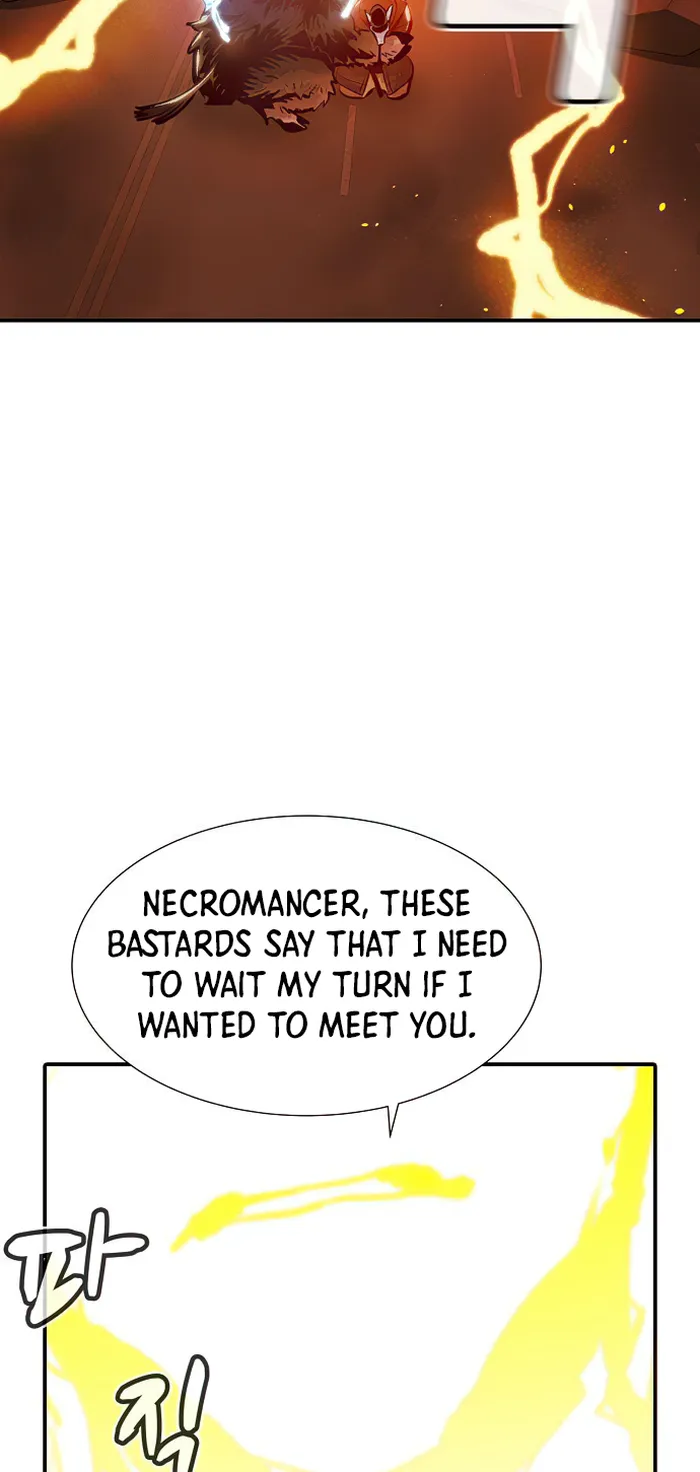 NECROMANCER, THESE
BASTARDS SAY THAT I NEED
TO WAIT MY TURN IF I
WANTED TO MEET YOU.
파
직